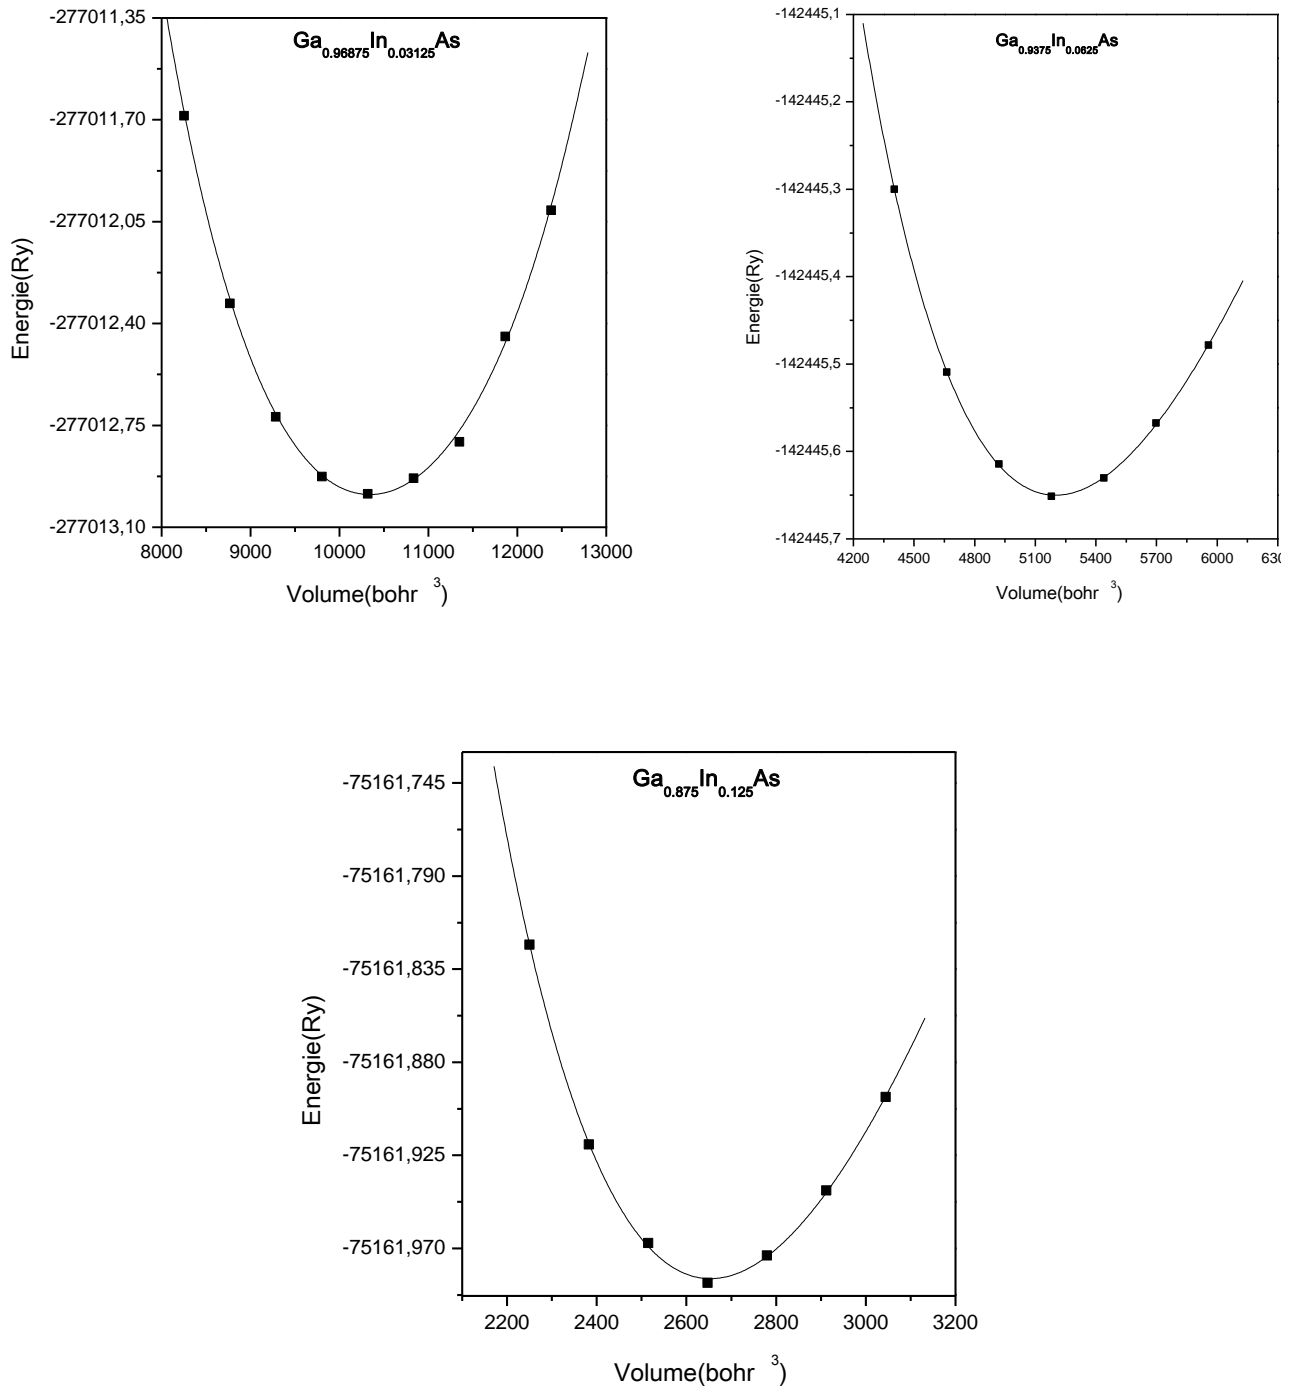 Ga0.96875In0.03125As
-277011,35
-277011,70
-277012,05
-277012,40
-277012,75
-277013,10
Energie(Ry)
8000 9000 10000 11000 12000 13000
Volume(bohr 3)
Ga0.9375In0.0625As
-142445,1
-142445,2
-142445,3
-142445,4
-142445,5
-142445,6
-142445,7
Energie(Ry)
4200 4500 4800 5100 5400 5700 6000 630
Volume(bohr 3)
Ga0.875In0.125As
-75161,745
-75161,790
-75161,835
-75161,880
-75161,925
-75161,970
Energie(Ry)
2200 2400 2600 2800 3000 3200
Volume(bohr 3)